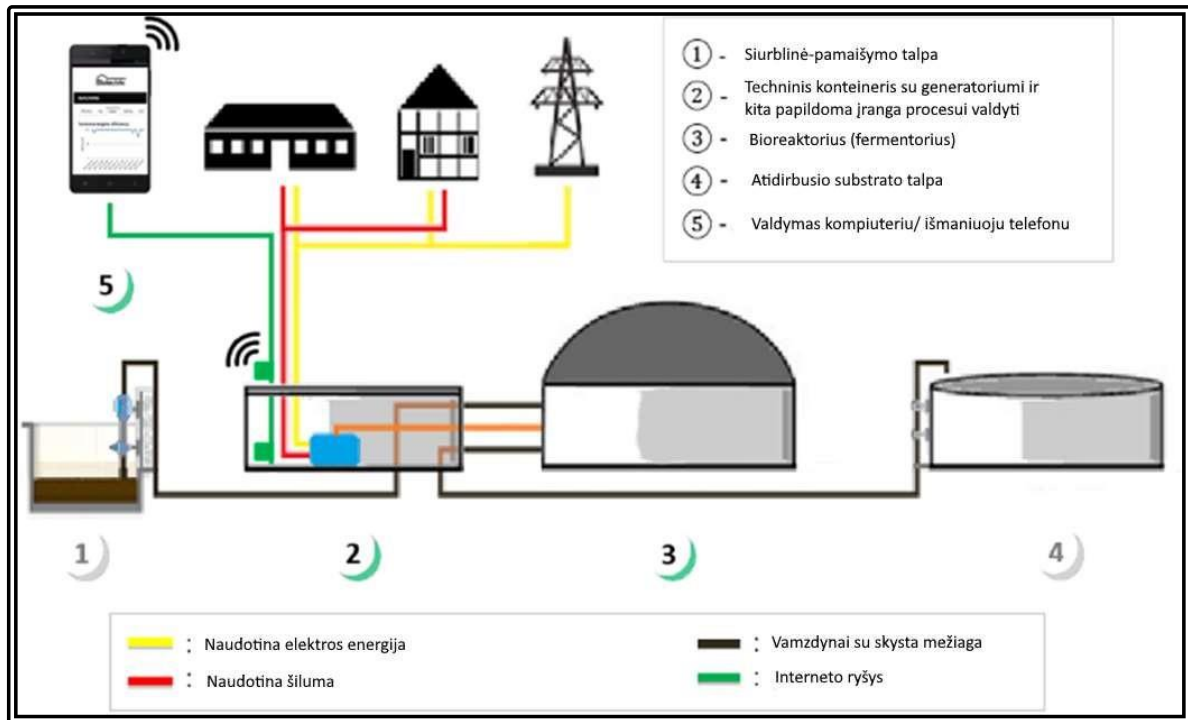 ① - Siurblinė-pamaišymo talpa
② - Techninis konteineris su generatoriumi ir
kita papildoma įranga procesui valdyti
③ - Bioreaktorius (fermentorius)
④ - Atidirbusio substrato talpa
⑤ - Valdymas kompiuteriu/ išmaniuoju telefonu
5
1
2
3
4
: Naudotina elektros energija
: Naudotina šiluma
: Vamzdynai su skysta mežiaga
: Interneto ryšys